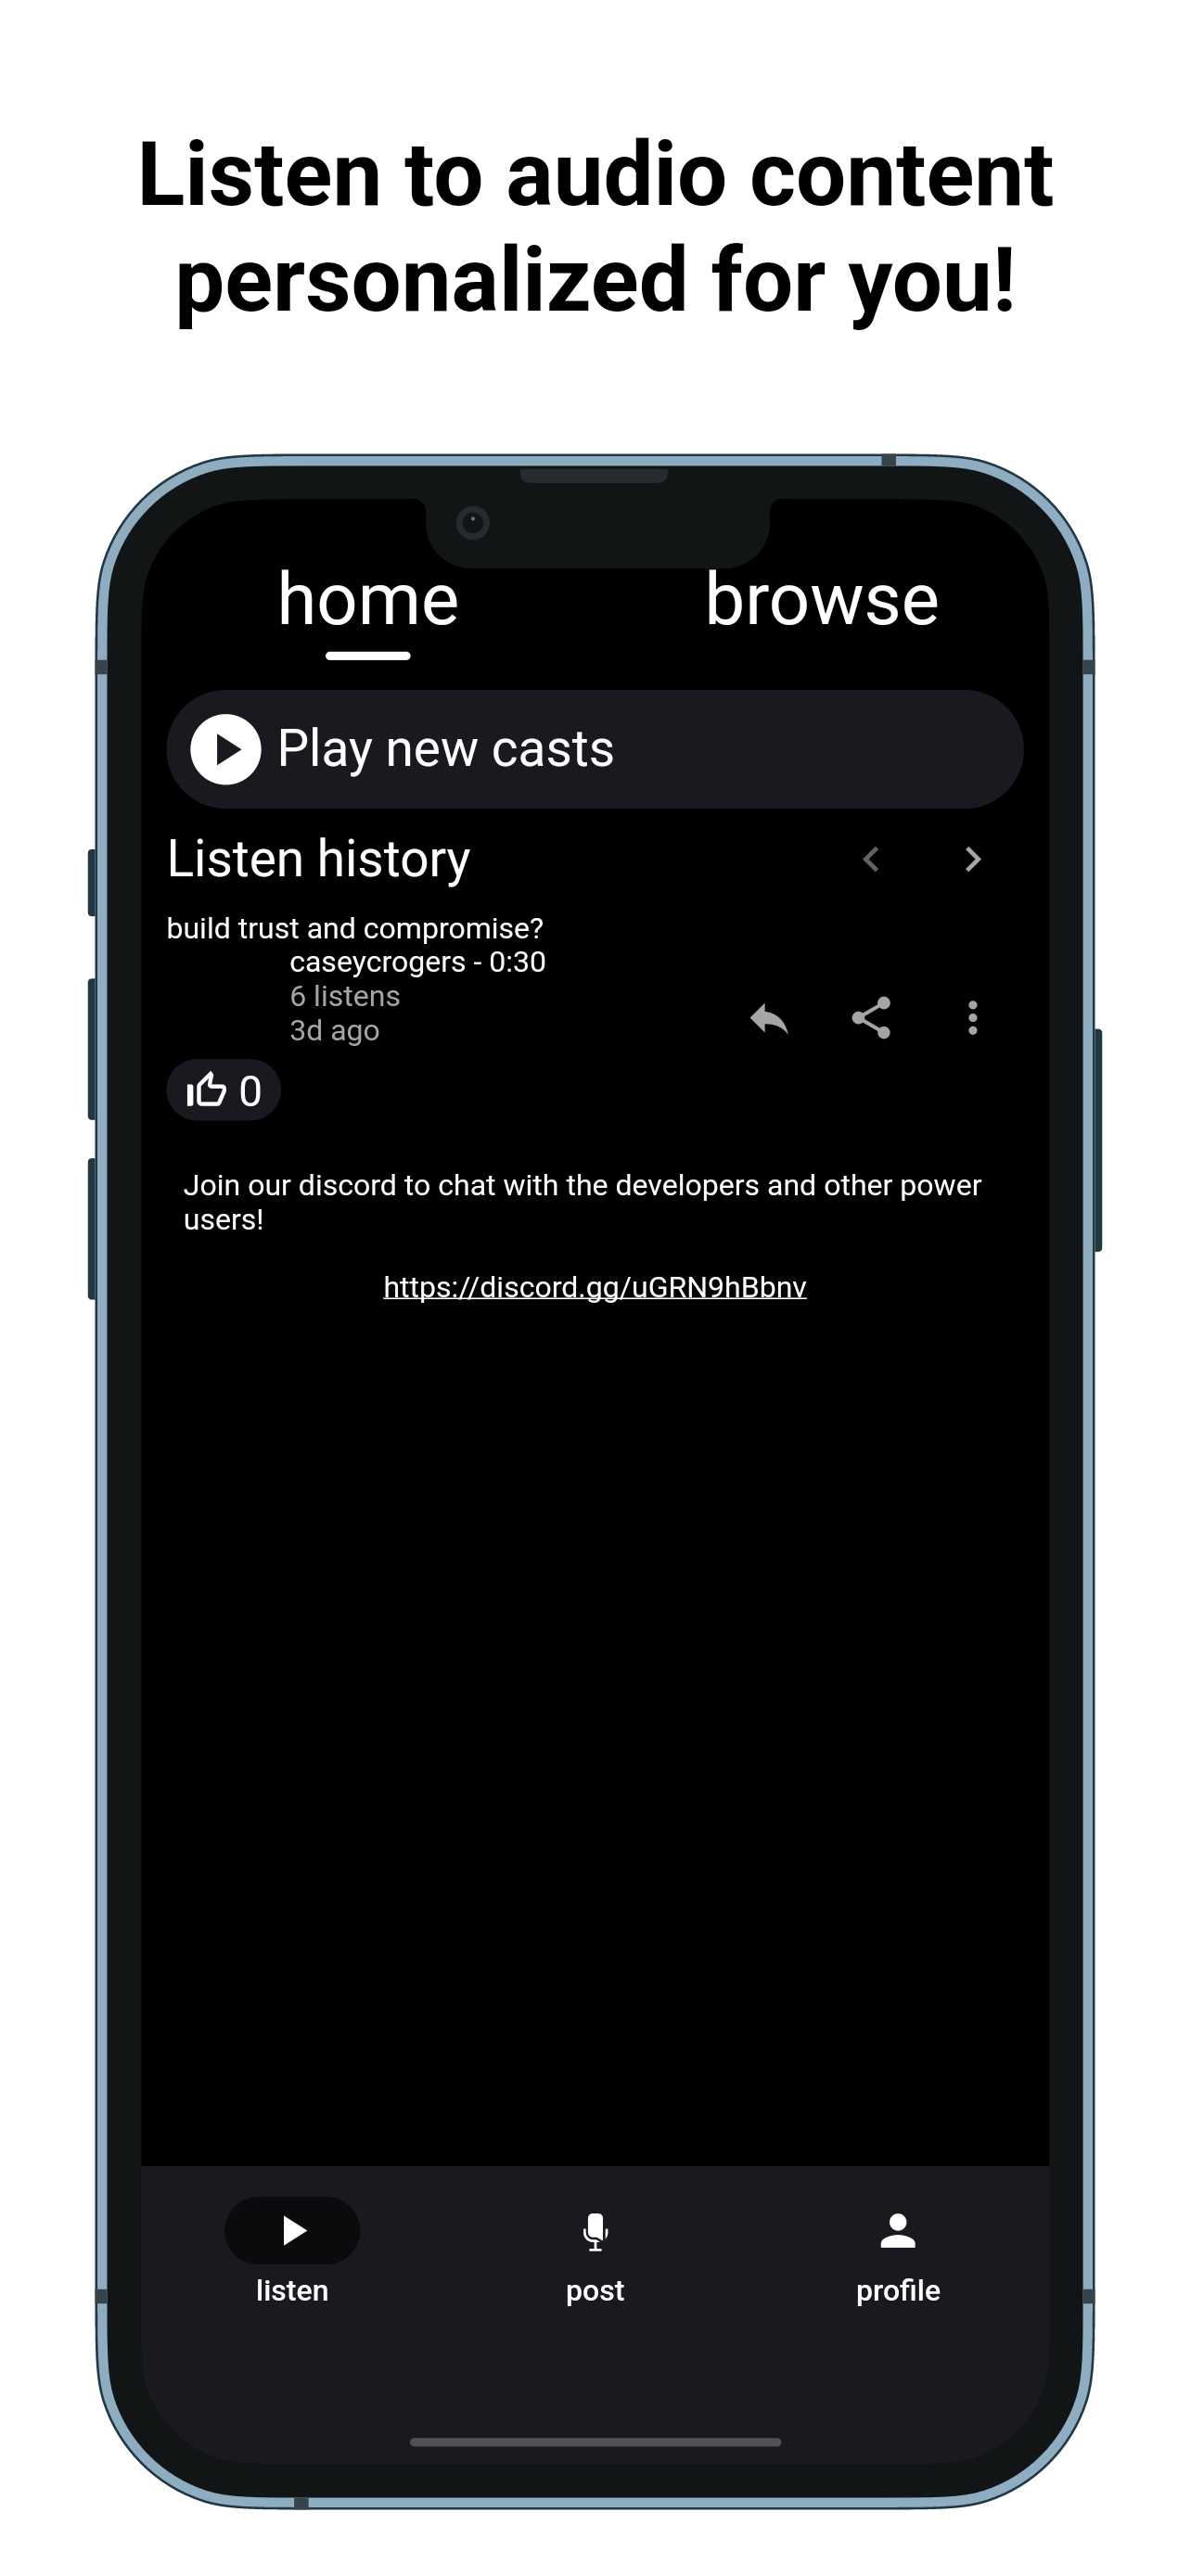 Listen to audio content
personalized for you!
home
browse
Play new casts
Listen history
build trust and compromise?
caseycrogers - 0:30
6 listens
3d ago
0
Join our discord to chat with the developers and other power
users!
https://discord.gg/uGRN9hBbnv
listen
post
profile